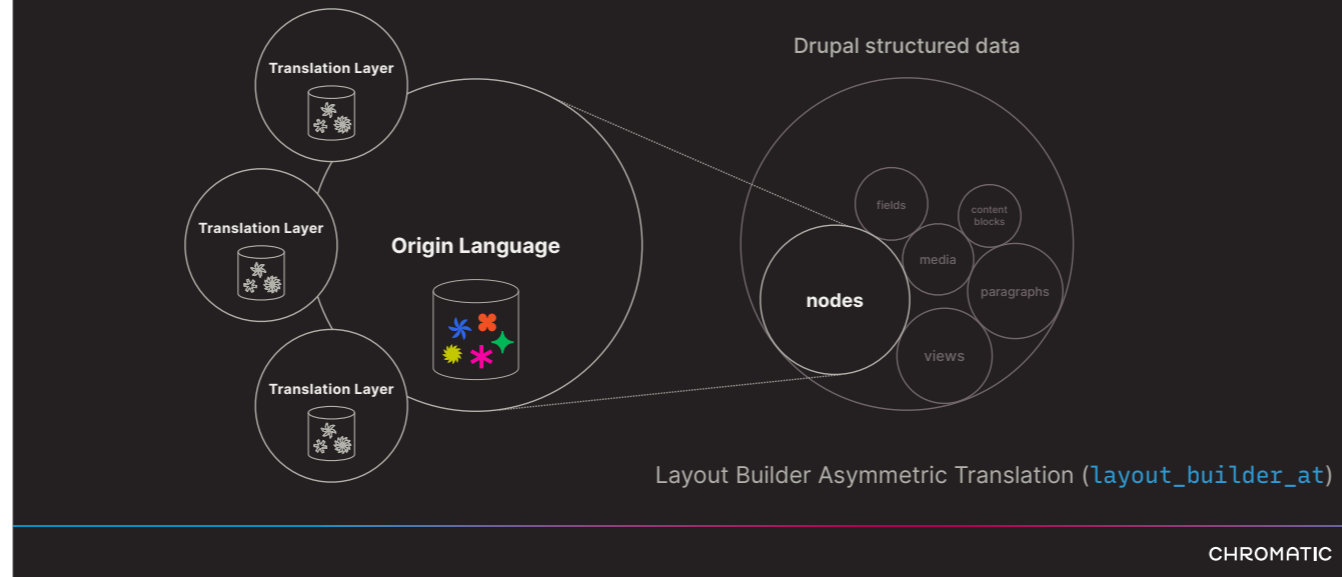 Drupal structured data
Translation Layer
Translation Layer
Translation Layer
Origin Language
fields
content
blocks
media
nodes
paragraphs
views
Layout Builder Asymmetric Translation (layout_builder_at)
CHROMATIC